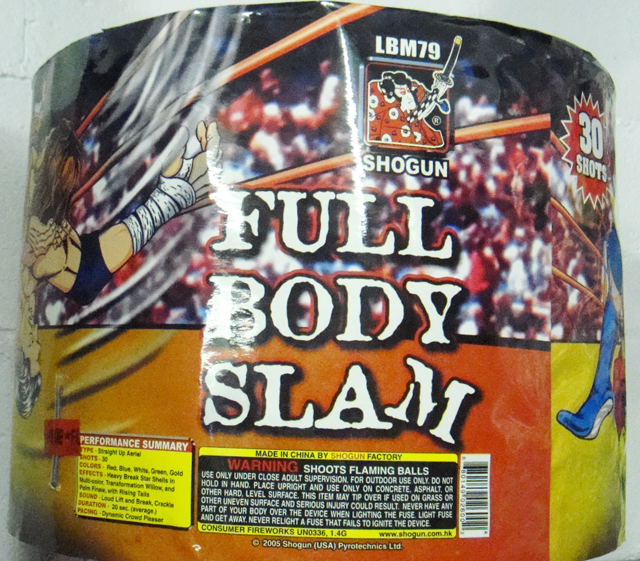 LBM79
®
SHOGUN
30
SHOTS
FULL
BODY
SLAM
PERFORMANCE SUMMARY
TYPE - Straight Up Aerial
SHOTS - 30
COLORS - Red, Blue, White, Green, Gold
EFFECTS - Heavy Break Star Shells in
Multi-color, Transformation Willow, and
Palm Finale, with Rising Tails
SOUND - Loud Lift and Break, Crackle
DURATION - 20 sec. (average.)
PACING - Dynamic Crowd Pleaser
MADE IN CHINA BY SHOGUN FACTORY
WARNING SHOOTS FLAMING BALLS
USE ONLY UNDER CLOSE ADULT SUPERVISION. FOR OUTDOOR USE ONLY. DO NOT
HOLD IN HAND. PLACE UPRIGHT AND USE ONLY ON CONCRETE, ASPHALT, OR
OTHER HARD, LEVEL SURFACE. THIS ITEM MAY TIP OVER IF USED ON GRASS OR
OTHER UNEVEN SURFACE AND SERIOUS INJURY COULD RESULT. NEVER HAVE ANY
PART OF YOUR BODY OVER THE DEVICE WHEN LIGHTING THE FUSE. LIGHT FUSE
AND GET AWAY. NEVER RELIGHT A FUSE THAT FAILS TO IGNITE THE DEVICE.
CONSUMER FIREWORKS UN0336, 1.4G www.shogun.com.hk
© 2005 Shogun (USA) Pyrotechnics Ltd.